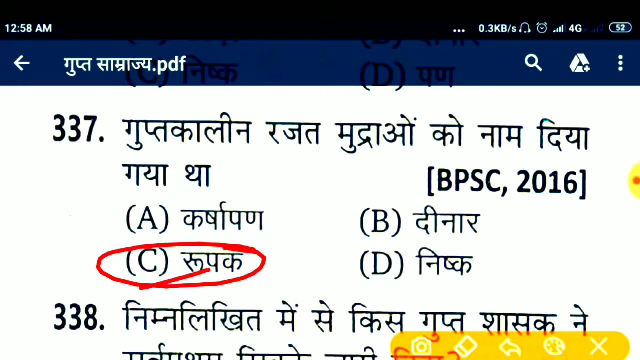 12:58 AM ... 0.3KB/s 4G 52
गुप्त साम्राज्य.pdf
(C) निष्क (D) पण
337. गुप्तकालीन रजत मुद्राओं को नाम दिया
गया था [BPSC, 2016]
(A) कर्षापण (B) दीनार
(C) रूपक (D) निष्क
338. निम्नलिखित में से किस गुप्त शासक ने